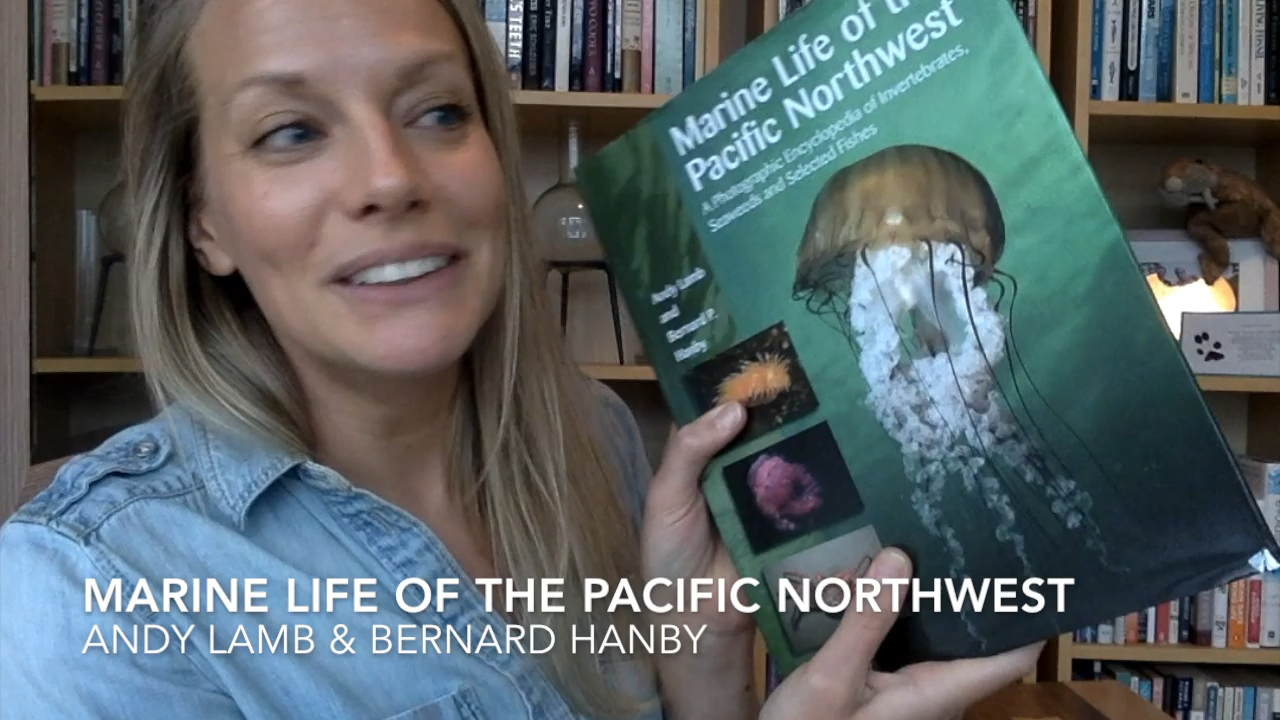 Marine Life of the
Pacific Northwest
A Photographic Encyclopedia of Invertebrates,
Seaweeds and Selected Fishes
Andy Lamb
and
Bernard P.
Hanby
MARINE LIFE OF THE PACIFIC NORTHWEST
ANDY LAMB & BERNARD HANBY